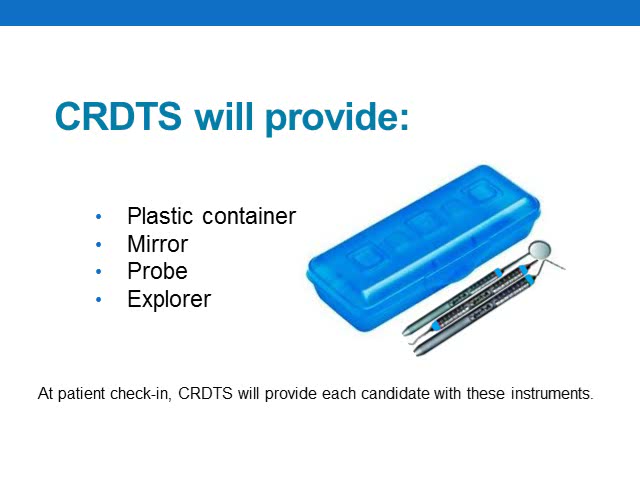 CRDTS will provide:
• Plastic container
• Mirror
• Probe
• Explorer
At patient check-in, CRDTS will provide each candidate with these instruments.